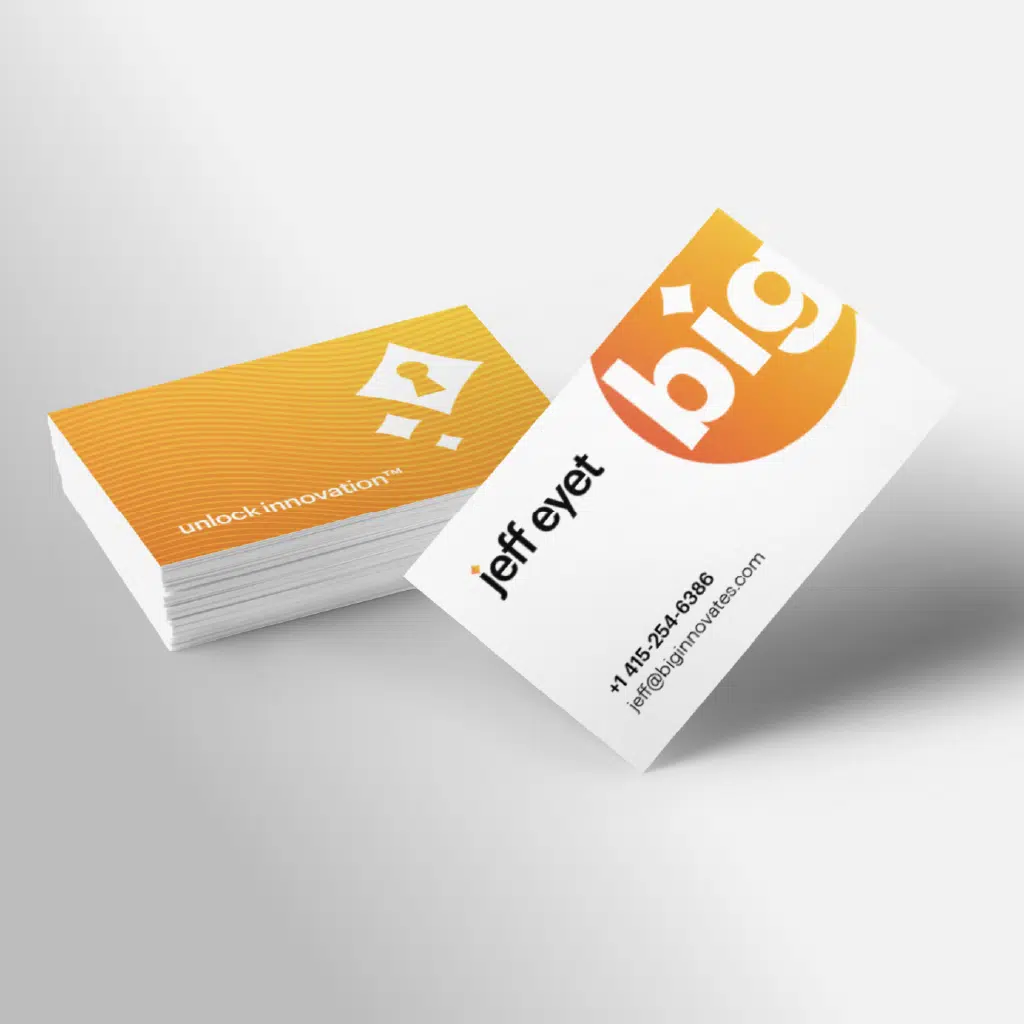 unlock innovation™
big
jeff eyet
+1 415-254-6386
jeff@biginnovates.com